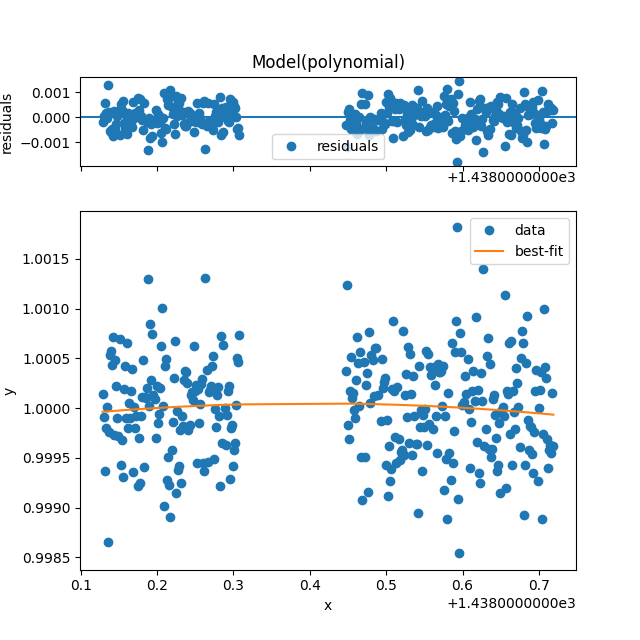 Model(polynomial)
residuals
0.001
0.000
−0.001
residuals
+1.4380000000e3
y
1.0015
1.0010
1.0005
1.0000
0.9995
0.9990
0.9985
data
best-fit
0.1 0.2 0.3 0.4 0.5 0.6 0.7
x
+1.4380000000e3